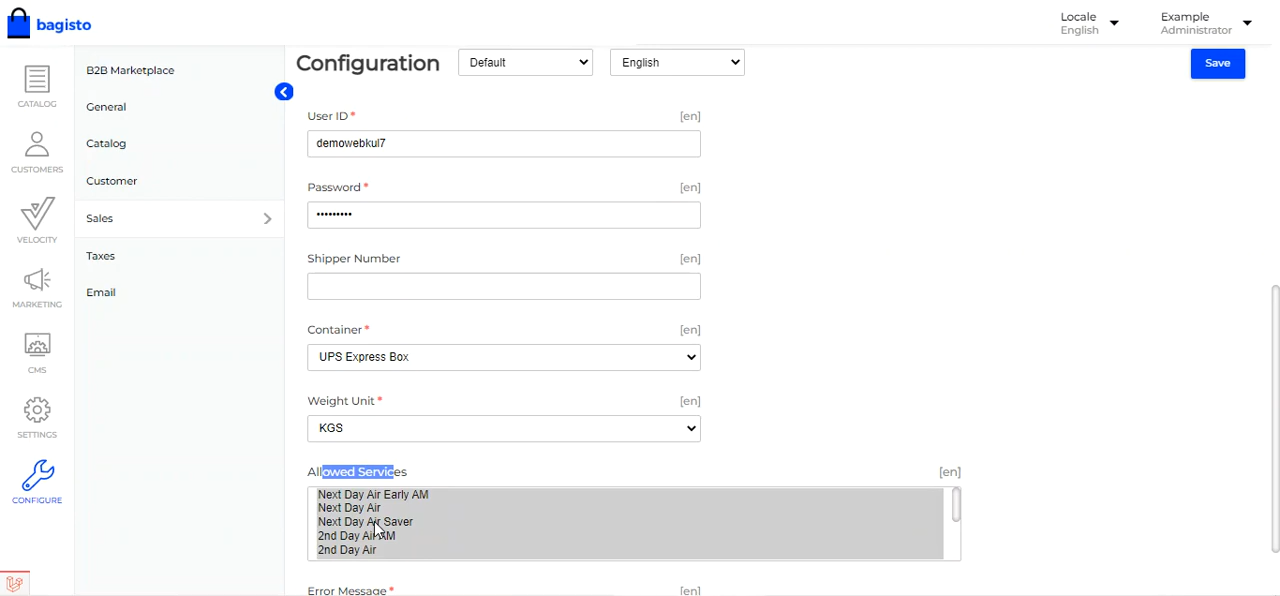 bagisto
Locale
English
Example
Administrator
CATALOG
CUSTOMERS
VELOCITY
MARKETING
CMS
SETTINGS
CONFIGURE
B2B Marketplace
General
Catalog
Customer
Sales
Taxes
Email
Configuration
Default
English
Save
User ID* [en]
demowebkul7
Password * [en]
•••••••••
Shipper Number [en]
Container* [en]
UPS Express Box
Weight Unit* [en]
KGS
Allowed Services [en]
Next Day Air Early AM
Next Day Air
Next Day Air Saver
2nd Day Air AM
2nd Day Air
Error Message * [en]